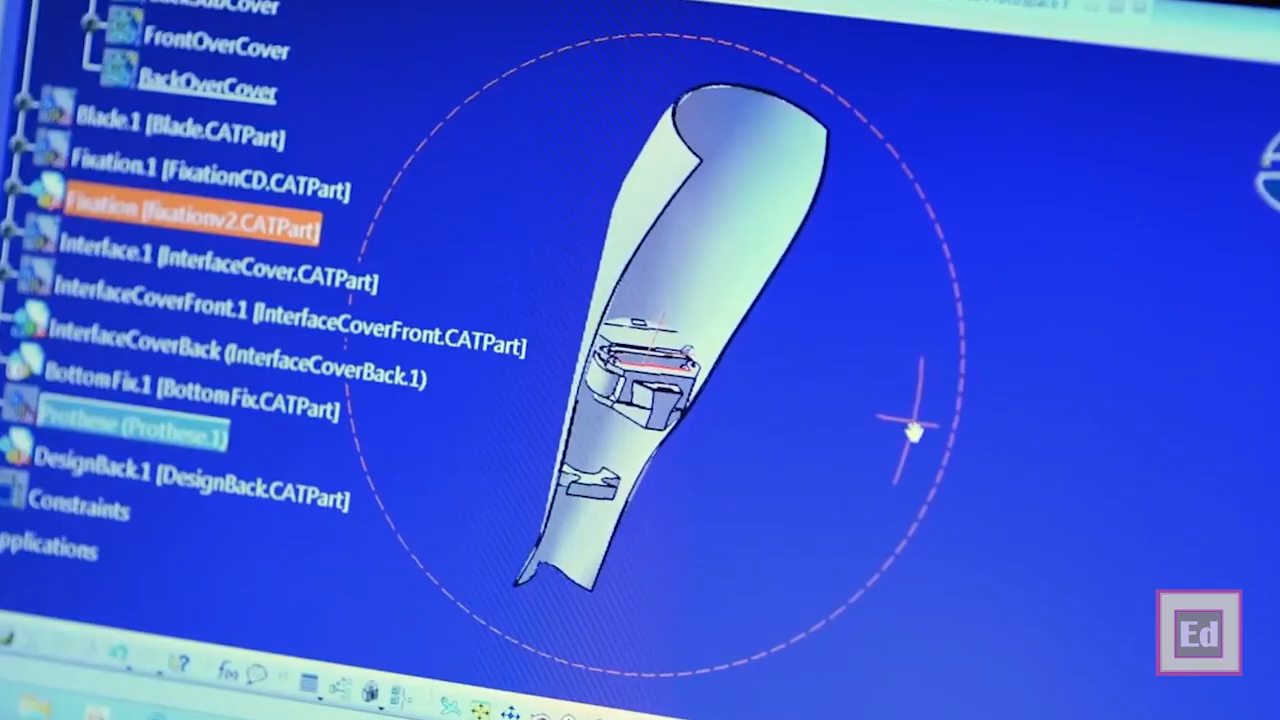 BackSubCover
FrontOverCover
BackOverCover
Blade.1 [Blade.CATPart]
Fixation.1 [FixationCD.CATPart]
Fixation [fixationv2.CATPart]
Interface.1 [InterfaceCover.CATPart]
InterfaceCoverFront.1 [InterfaceCoverFront.CATPart]
InterfaceCoverBack (InterfaceCoverBack.1)
BottomFix.1 [BottomFix.CATPart]
Prothese (Prothese.1)
DesignBack.1 [DesignBack.CATPart]
Constraints
pplications
f(x)
Ed